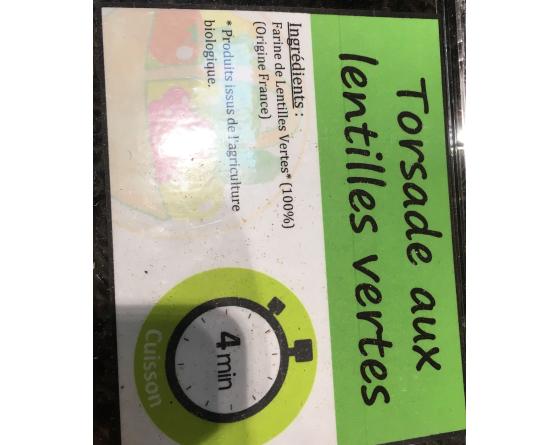 Torsade aux
lentilles vertes
Ingrédients :
Farine de Lentilles Vertes* (100%)
(Origine France)
* Produits issus de l'agriculture
biologique.
4 min
Cuisson